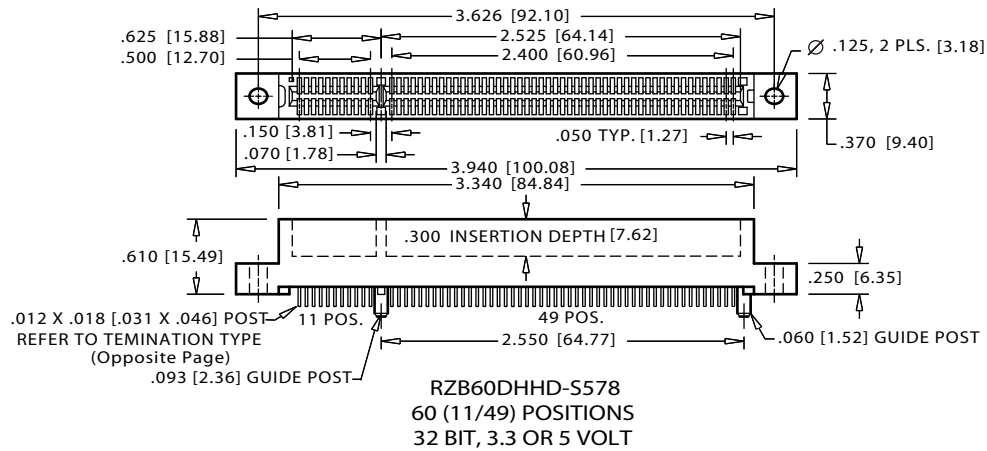 3.626 [92.10]
.625 [15.88]
2.525 [64.14]
.500 [12.70]
2.400 [60.96]
Ø .125, 2 PLS. [3.18]
.150 [3.81]
.050 TYP. [1.27]
.370 [9.40]
.070 [1.78]
3.940 [100.08]
3.340 [84.84]
.300 INSERTION DEPTH [7.62]
.610 [15.49]
.250 [6.35]
.012 X .018 [.031 X .046] POST
11 POS.
49 POS.
REFER TO TEMINATION TYPE
(Opposite Page)
2.550 [64.77]
.060 [1.52] GUIDE POST
.093 [2.36] GUIDE POST
RZB60DHHD-S578
60 (11/49) POSITIONS
32 BIT, 3.3 OR 5 VOLT